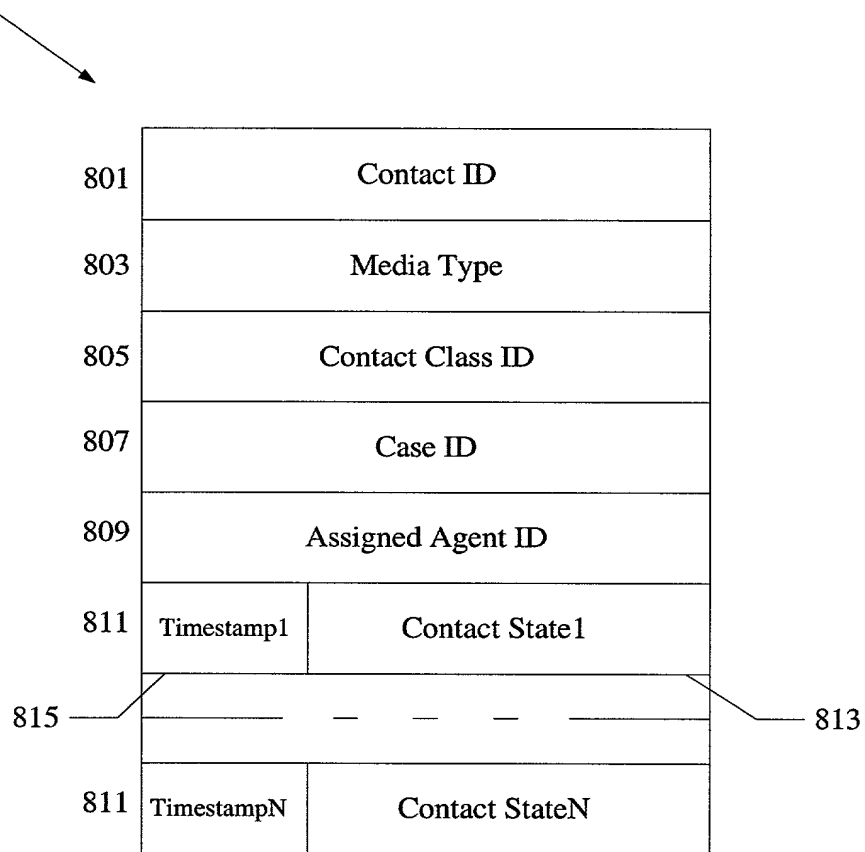 801 Contact ID
803 Media Type
805 Contact Class ID
807 Case ID
809 Assigned Agent ID
811 Timestamp1 Contact State1
815 813
811 TimestampN Contact StateN